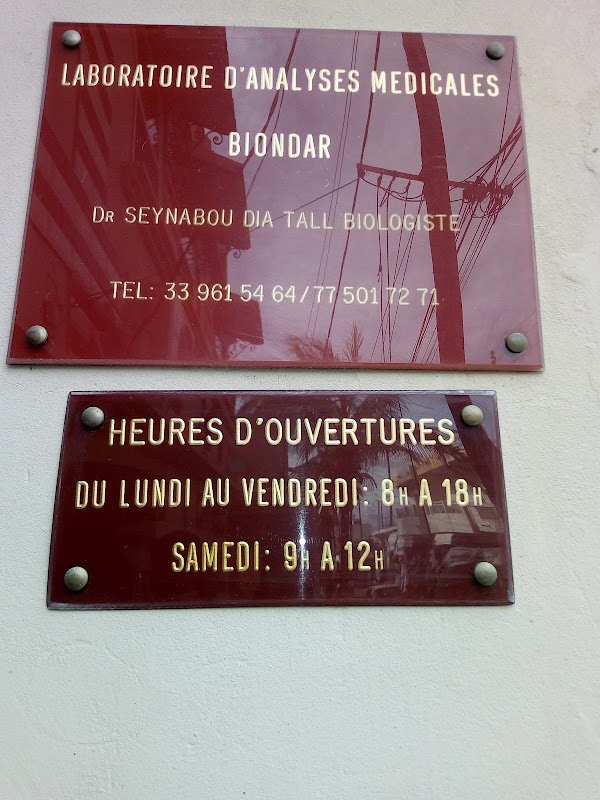 LABORATOIRE D'ANALYSES MEDICALES
BIONDAR
DR SEYNABOU DIA TALL BIOLOGISTE
TEL: 33 961 54 64 / 77 501 72 71
HEURES D'OUVERTURES
DU LUNDI AU VENDREDI: 8H A 18H
SAMEDI: 9H A 12H